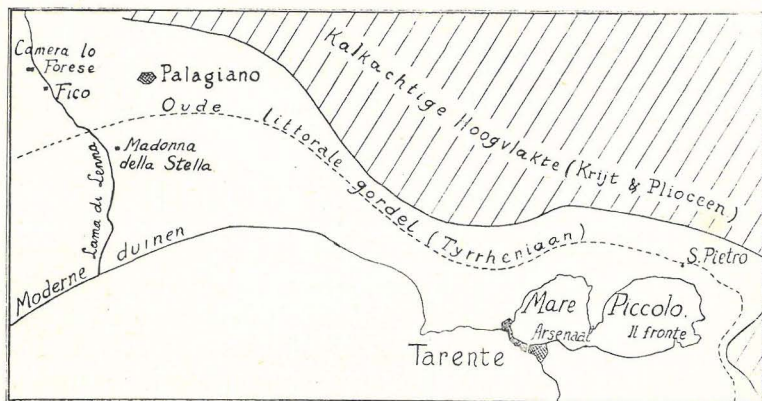 Camera lo
Forese
Fico
Palagiano
Kalkachtige Hoogvlakte (Krijt & Plioceen)
Oude littorale gordel (Tyrrheniaan)
Madonna
della Stella
Lama di Lenna
Moderne duinen
S. Pietro
Mare Piccolo.
Arsenaal Il fronte
Tarente